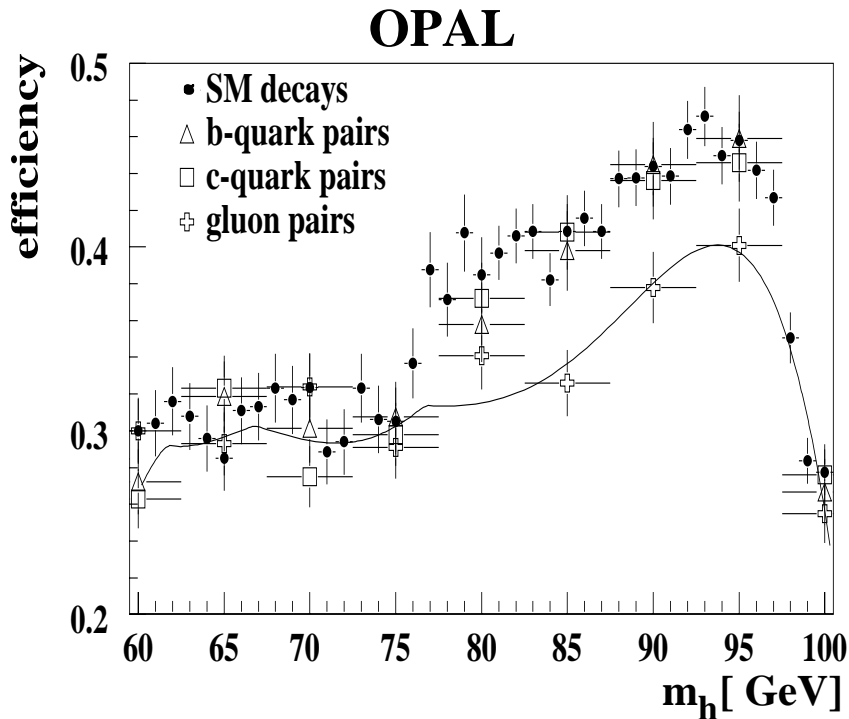 OPAL
efficiency
0.5
0.4
0.3
0.2
SM decays
b-quark pairs
c-quark pairs
gluon pairs
60 65 70 75 80 85 90 95 100
m_h[ GeV]